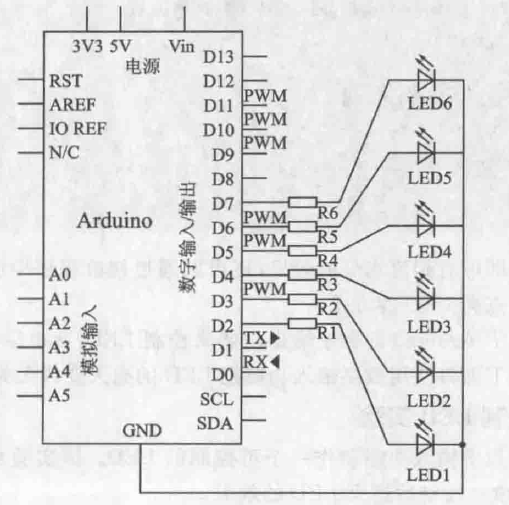 3V3 5V Vin
电源
RST
AREF
IO REF
N/C
Arduino
A0
A1
A2
A3
A4
A5
模拟输入
数字输入/输出
D13
D12
D11 PWM
D10 PWM
D9 PWM
D8
D7
D6 PWM
D5 PWM
D4
D3 PWM
D2
D1 TX
D0 RX
SCL
SDA
GND
R6
R5
R4
R3
R2
R1
LED6
LED5
LED4
LED3
LED2
LED1